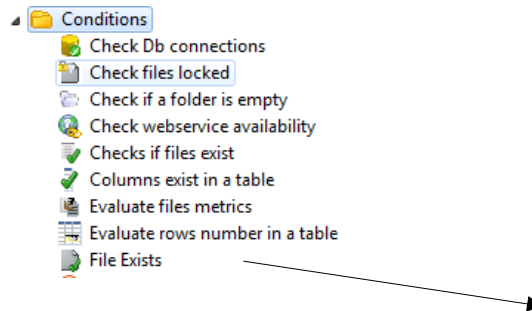 Conditions
Check Db connections
Check files locked
Check if a folder is empty
Check webservice availability
Checks if files exist
Columns exist in a table
Evaluate files metrics
Evaluate rows number in a table
File Exists